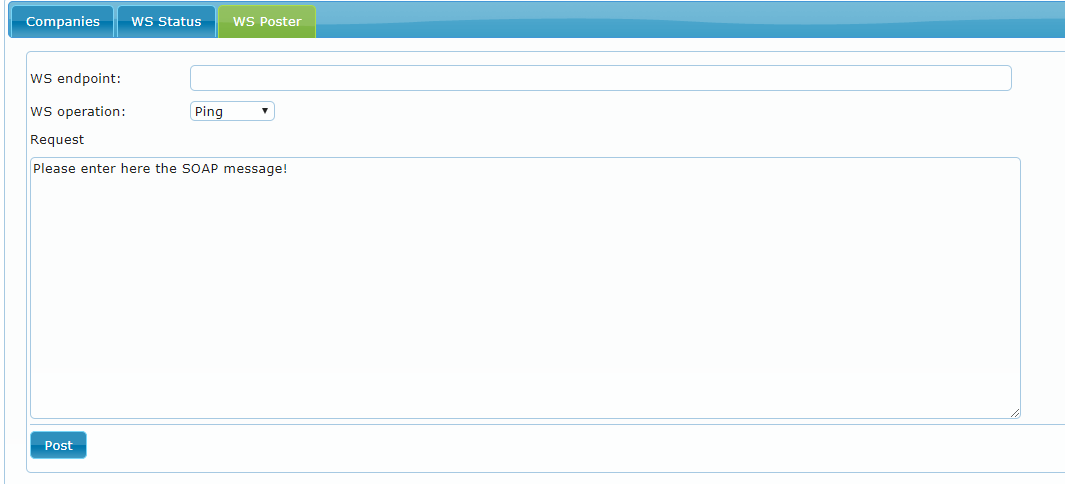 Companies WS Status WS Poster
WS endpoint:
WS operation: Ping
Request
Please enter here the SOAP message!
Post